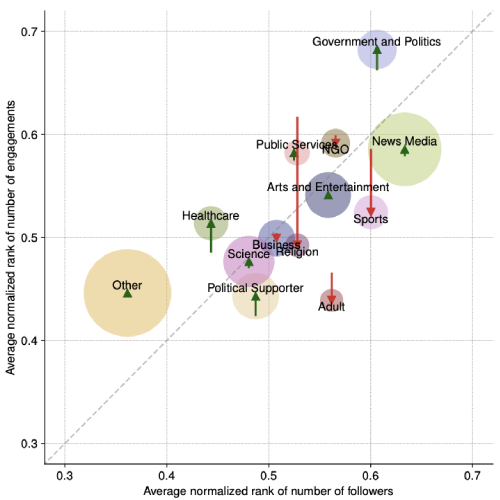 0.7
0.6
0.5
0.4
0.3
Average normalized rank of number of engagements
Government and Politics
Public Services
NGO
News Media
Arts and Entertainment
Healthcare
Sports
Business
Religion
Science
Other
Political Supporter
Adult
0.3
0.4
0.5
0.6
0.7
Average normalized rank of number of followers